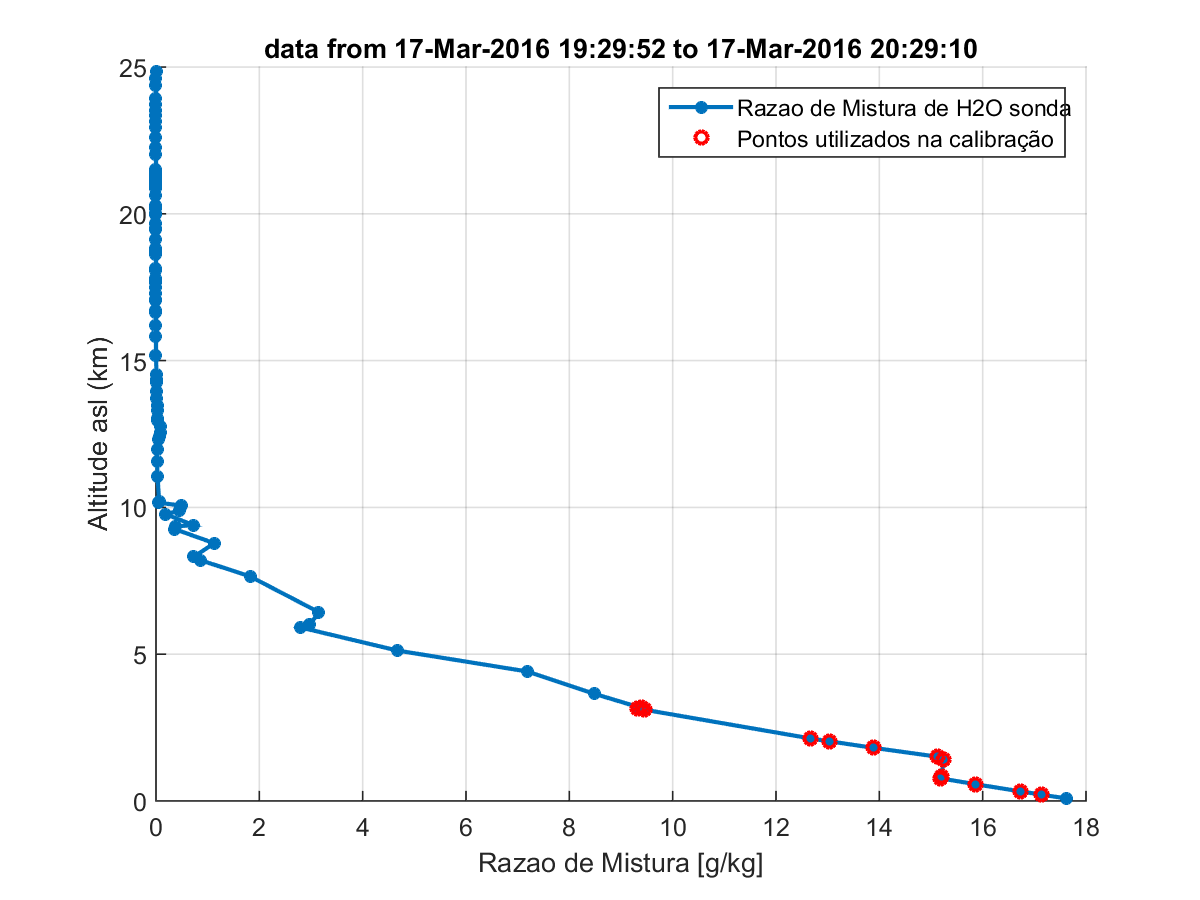 data from 17-Mar-2016 19:29:52 to 17-Mar-2016 20:29:10
Razao de Mistura de H2O sonda
Pontos utilizados na calibração
25
20
15
10
5
0
Altitude asl (km)
0 2 4 6 8 10 12 14 16 18
Razao de Mistura [g/kg]